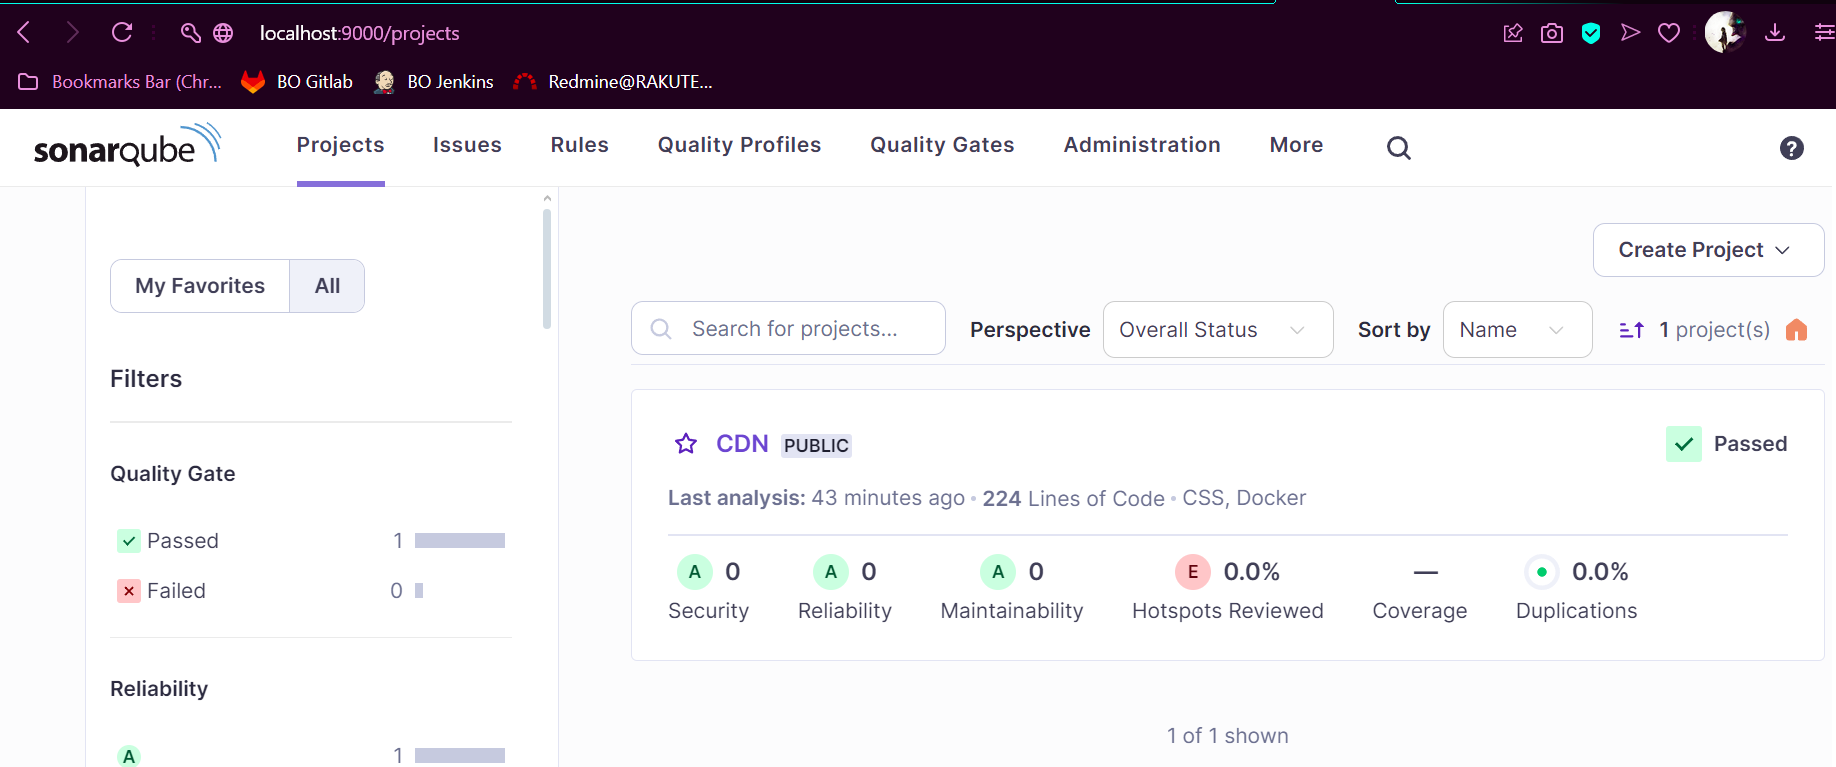 localhost:9000/projects
Bookmarks Bar (Chr... BO Gitlab BO Jenkins Redmine@RAKUTE...
sonarqube Projects Issues Rules Quality Profiles Quality Gates Administration More ?
My Favorites All
Filters
Quality Gate
Passed 1
Failed 0
Reliability
A 1
Create Project
Search for projects... Perspective Overall Status Sort by Name 1 project(s)
CDN PUBLIC Passed
Last analysis: 43 minutes ago • 224 Lines of Code • CSS, Docker
A 0 A 0 A 0 E 0.0% — 0.0%
Security Reliability Maintainability Hotspots Reviewed Coverage Duplications
1 of 1 shown